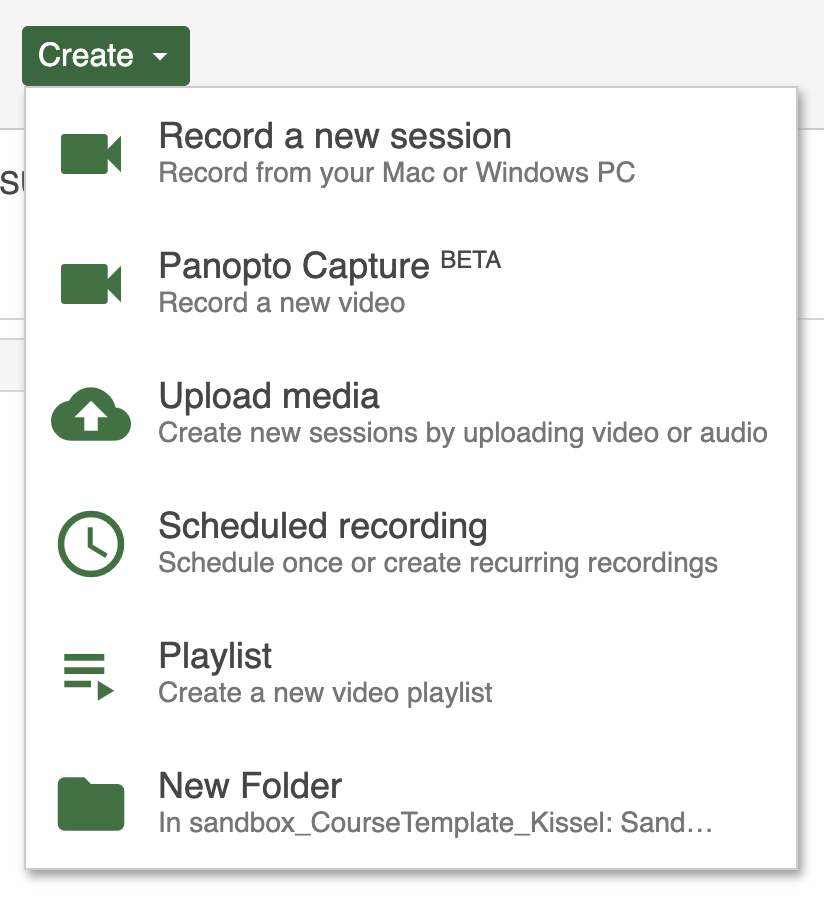 Create
Record a new session
Record from your Mac or Windows PC
Panopto Capture BETA
Record a new video
Upload media
Create new sessions by uploading video or audio
Scheduled recording
Schedule once or create recurring recordings
Playlist
Create a new video playlist
New Folder
In sandbox_CourseTemplate_Kissel: Sand…